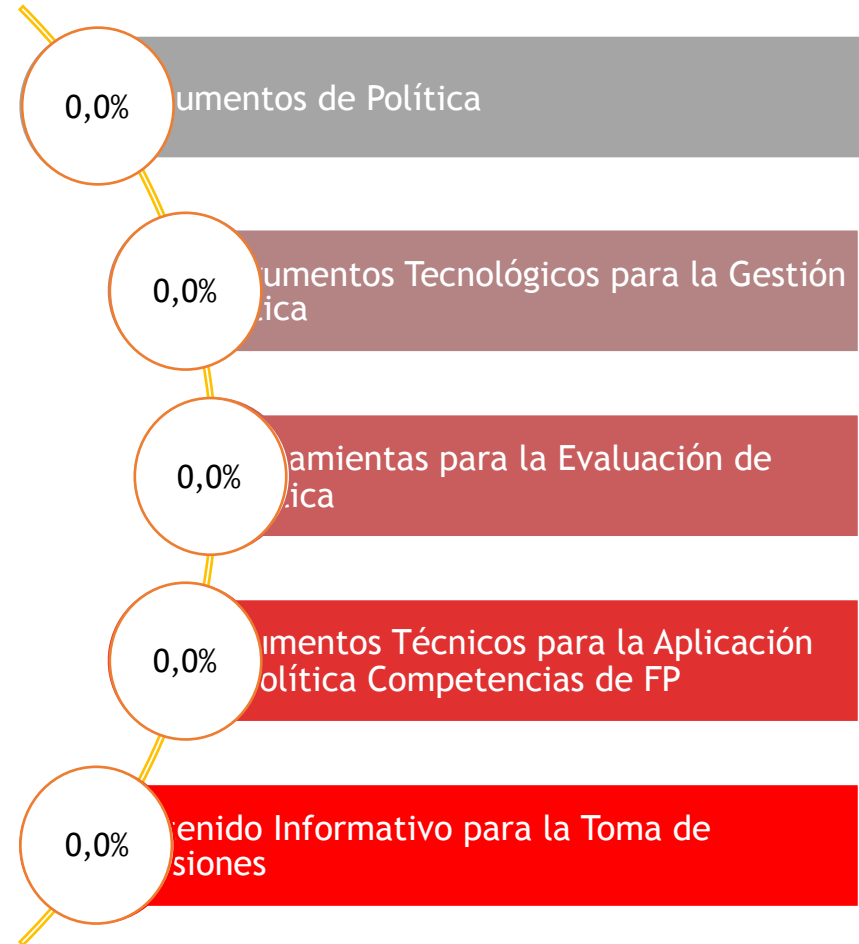 0,0%
umentos de Política
0,0%
umentos Tecnológicos para la Gestión
ica
0,0%
amientas para la Evaluación de
ica
0,0%
umentos Técnicos para la Aplicación
olítica Competencias de FP
0,0%
enido Informativo para la Toma de
siones